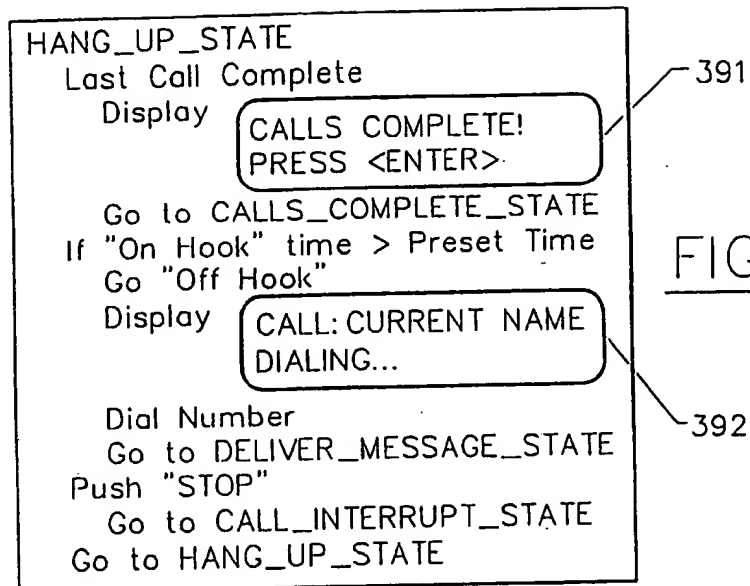 HANG_UP_STATE
Last Call Complete
Display
CALLS COMPLETE!
PRESS <ENTER>
391
Go to CALLS_COMPLETE_STATE
If "On Hook" time > Preset Time
Go "Off Hook"
FIG
Display
CALL: CURRENT NAME
DIALING...
392
Dial Number
Go to DELIVER_MESSAGE_STATE
Push "STOP"
Go to CALL_INTERRUPT_STATE
Go to HANG_UP_STATE